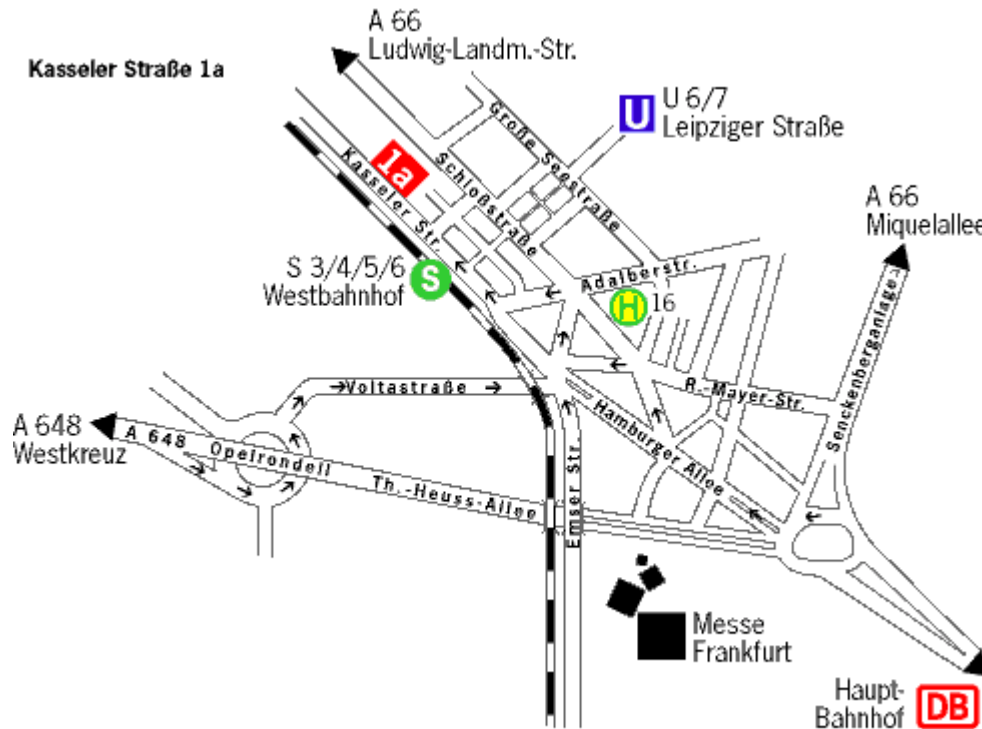 A 66
Ludwig-Landm.-Str.
Kasseler Straße 1a
U
U 6/7
Leipziger Straße
Große Seestraße
1a
Schloßstraße
Kasseler Str.
A 66
Miquelallee
S 3/4/5/6
Westbahnhof
S
Adalberstr.
H
16
Senckenberganlage
Voltastraße
R.-Mayer-Str.
Hamburger Allee
A 648
Westkreuz
A 648
Opelrondell
Th.-Heuss-Allee
Emser Str.
Messe
Frankfurt
Haupt-
Bahnhof
DB